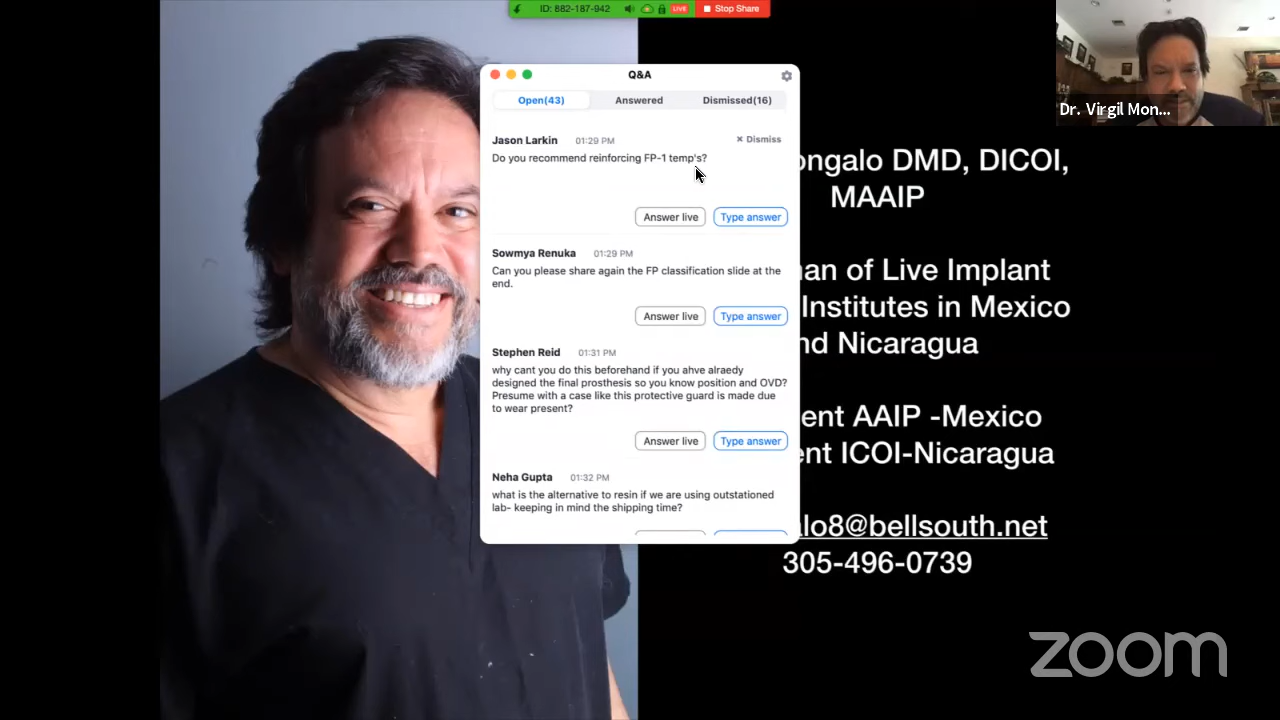 ID: 882-187-942
LIVE
Stop Share
Q&A
Open(43)
Answered
Dismissed(16)
Jason Larkin 01:29 PM
Dismiss
Do you recommend reinforcing FP-1 temp's?
Answer live
Type answer
Sowmya Renuka 01:29 PM
Can you please share again the FP classification slide at the
end.
Answer live
Type answer
Stephen Reid 01:31 PM
why cant you do this beforehand if you ahve alraedy
designed the final prosthesis so you know position and OVD?
Presume with a case like this protective guard is made due
to wear present?
Answer live
Type answer
Neha Gupta 01:32 PM
what is the alternative to resin if we are using outstationed
lab- keeping in mind the shipping time?
Dr. Virgil Mon...
ongalo DMD, DICOI,
MAAIP
an of Live Implant
Institutes in Mexico
nd Nicaragua
ent AAIP -Mexico
ent ICOI-Nicaragua
alo8@bellsouth.net
305-496-0739
zoom